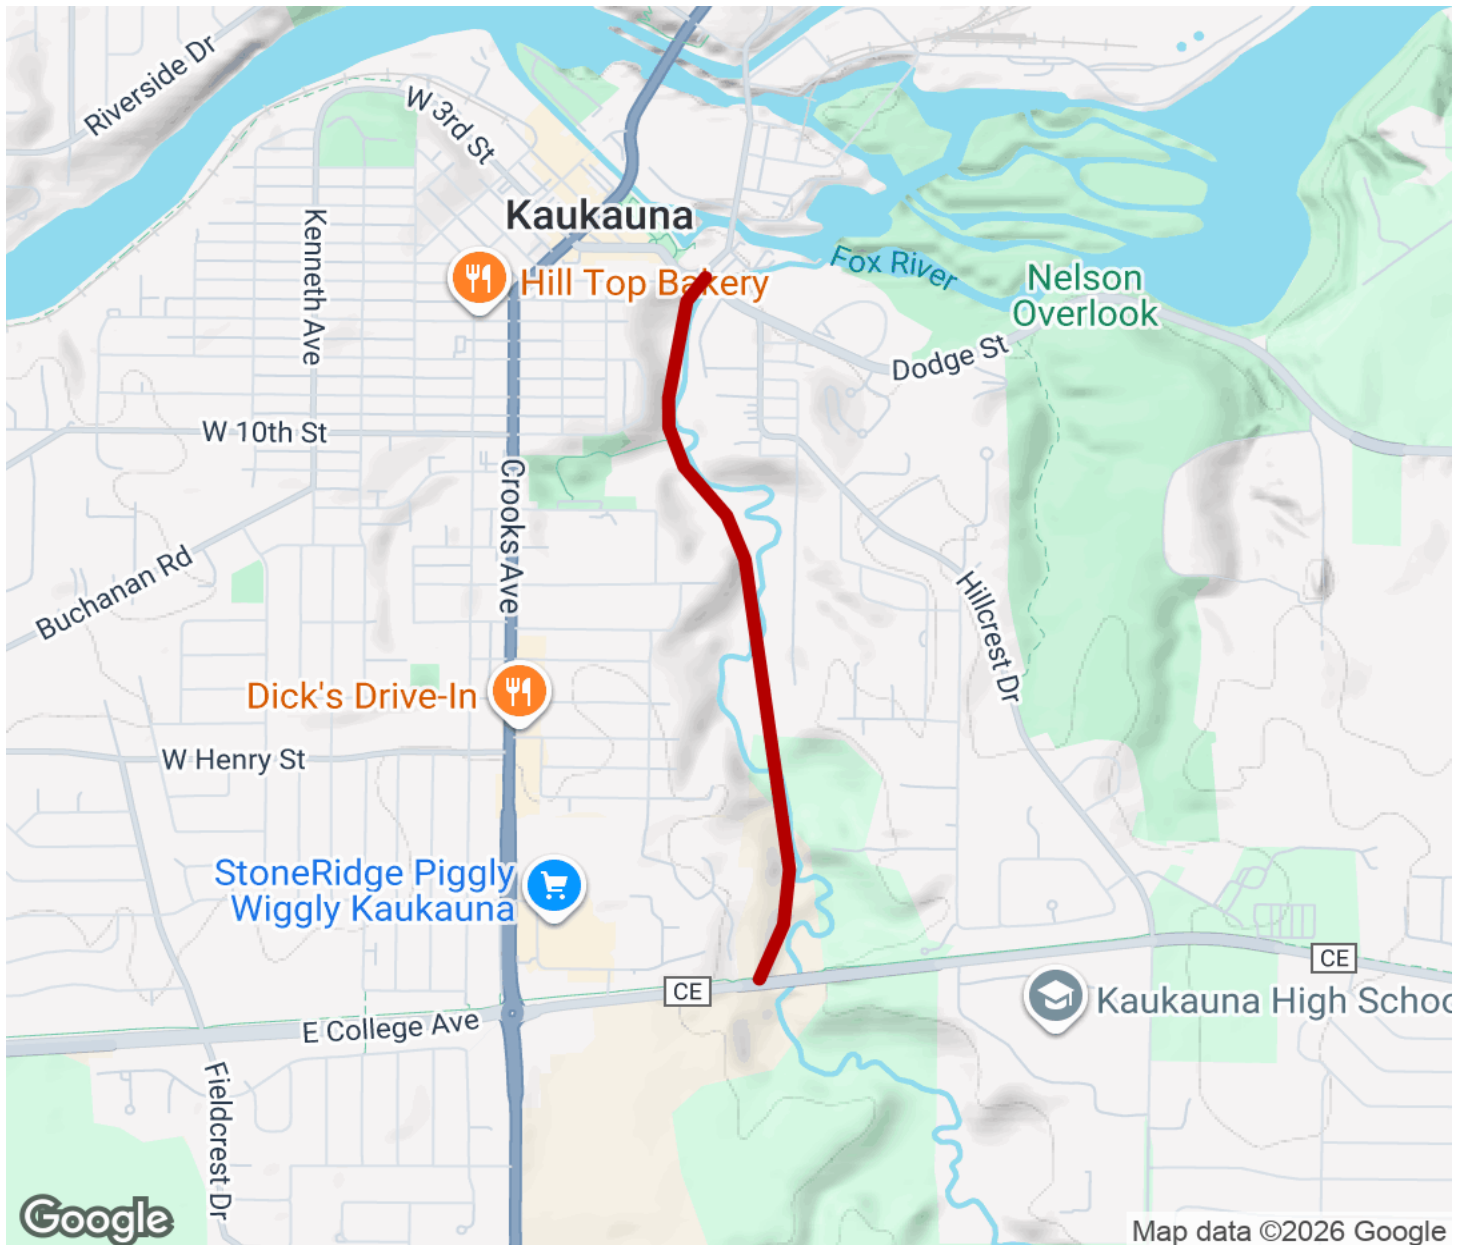 Riverside Dr
W 3rd St
Kaukauna
Kenneth Ave
Hill Top Bakery
Fox River
Nelson
Overlook
Dodge St
W 10th St
Crooks Ave
Buchanan Rd
Hillcrest Dr
Dick's Drive-In
W Henry St
StoneRidge Piggly
Wiggly Kaukauna
CE
CE
Kaukauna High Schoo
E College Ave
Fieldcrest Dr
Google
Map data ©2026 Google